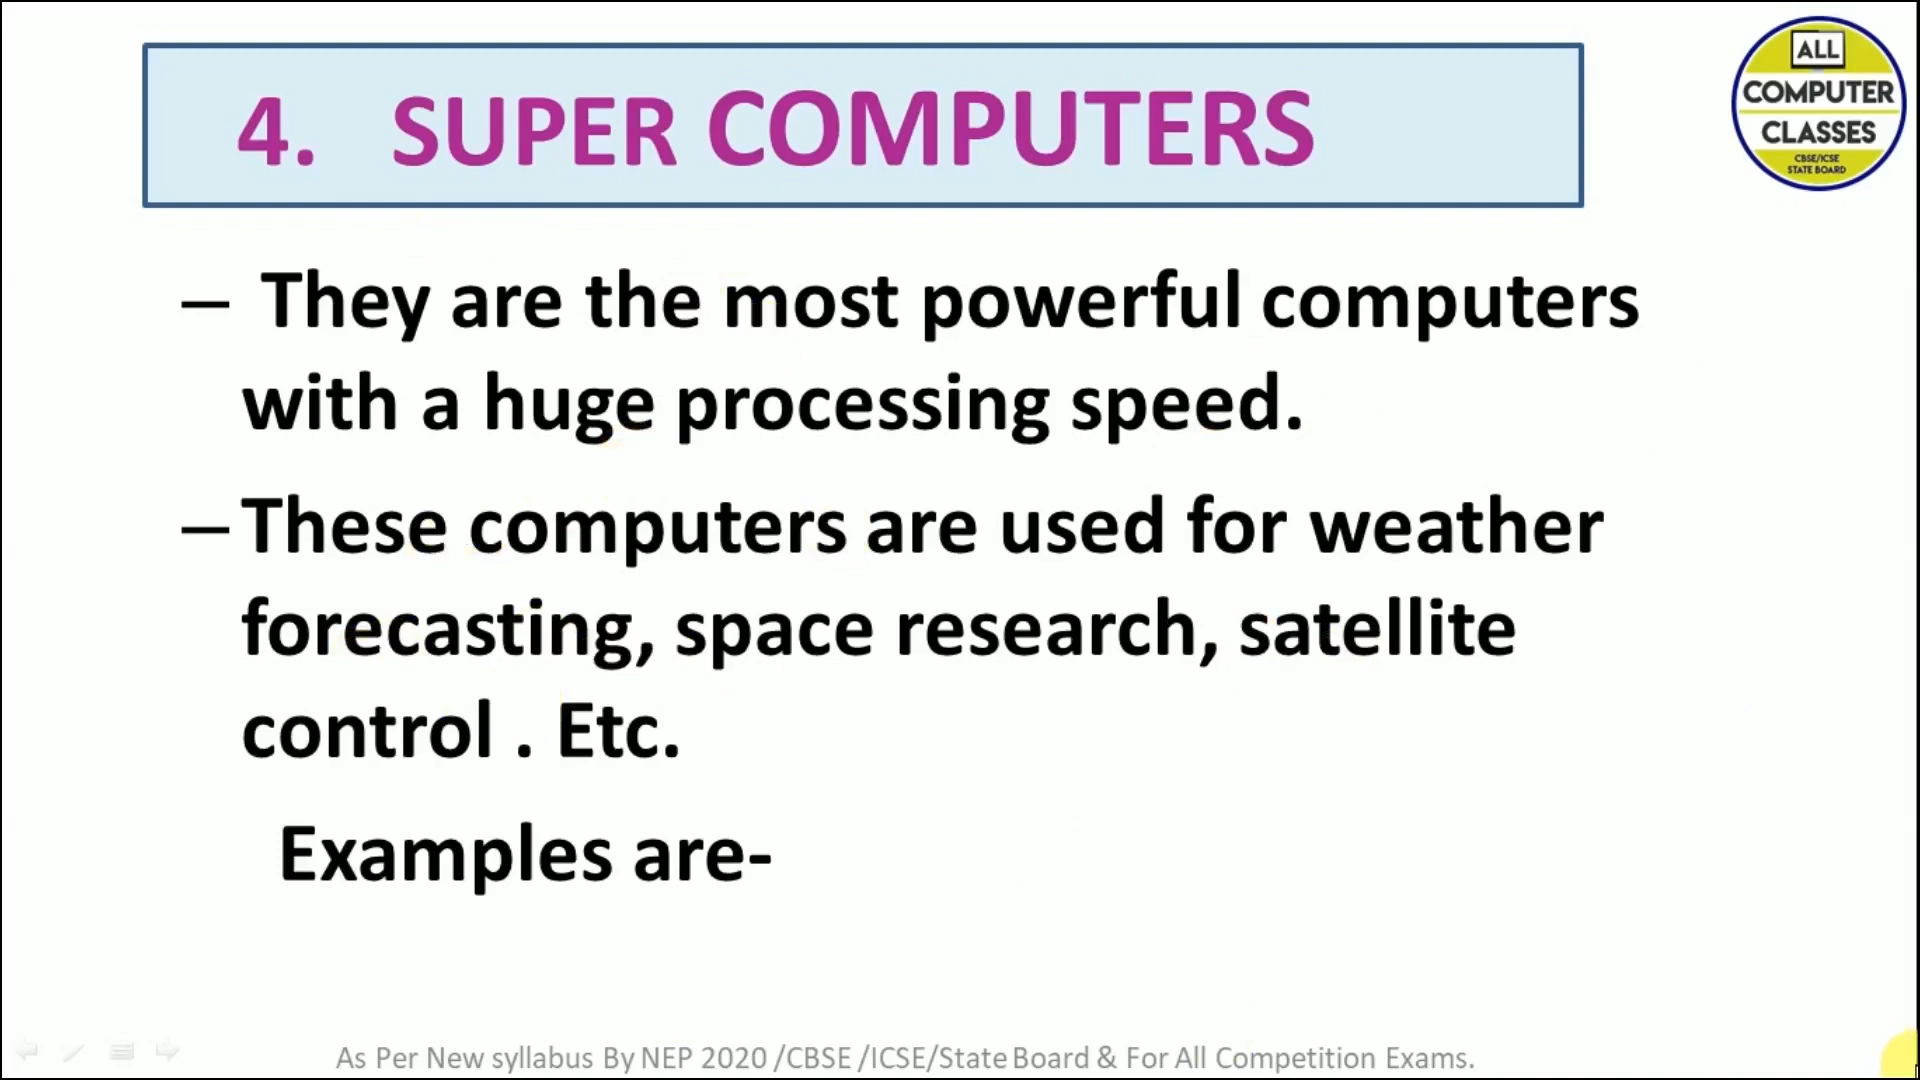 4. SUPER COMPUTERS
ALL
COMPUTER
CLASSES
CBSE/ICSE
STATE BOARD
– They are the most powerful computers
with a huge processing speed.
– These computers are used for weather
forecasting, space research, satellite
control . Etc.
Examples are-
As Per New syllabus By NEP 2020 /CBSE /ICSE/State Board & For All Competition Exams.